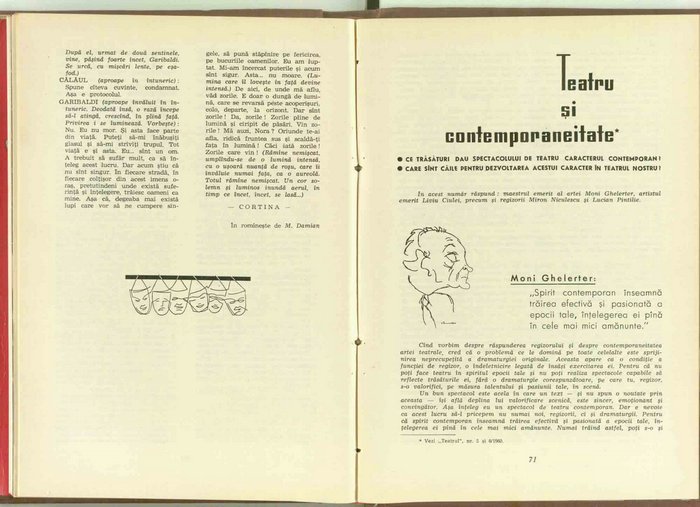 După el, urmat de două sentinele,
vine, pășind foarte încet, Garibaldi.
Se urcă, cu mișcări lente, pe eșa-
fod.)
CĂLĂUL (aproape în întuneric):
Spune cîteva cuvinte, condamnat.
Așa e protocolul.
GARIBALDI (aproape învăluit în în-
tuneric. Deodată însă, o rază începe
să-l atingă, crescînd, în plină față.
Privirea i se luminează. Vorbește):
Nu. Eu nu mor. Și asta face parte
din viață. Puteți să-mi înăbușiți
glasul și să-mi striviți trupul. Tot
viață e și asta. Eu... sînt un om.
A trebuit să sufăr mult, ca să în-
țeleg acest lucru. Dar acum știu că
nu sînt singur. În fiecare stradă, în
fiecare colțișor din acest imens o-
raș, pretutindeni unde există sufe-
rință și înțelegere, trăiesc oameni ca
mine. Așa că, degeaba mai există
lupi care vor să ne cumpere sîn-
gele, să pună stăpînire pe fericirea,
pe bucuriile oamenilor. Eu am lup-
tat. Mi-am încercat puterile și acum
sînt sigur. Asta... nu moare. (Lu-
mina care îl lovește în față devine
intensă.) De aici, de unde mă aflu,
văd zorile. E doar o dungă de lumi-
nă, care se revarsă peste acoperișuri,
colo, departe, la orizont. Dar sînt
zorile! Da, zorile! Zorile pline de
lumină și ciripit de păsări. Vin zo-
rile! Mă auzi, Nora? Oriunde te-ai
afla, ridică fruntea sus și scaldă-ți
fața în lumină! Căci iată zorile!
Zorile care vin! (Rămîne nemișcat,
umplîndu-se de o lumină intensă,
cu o ușoară nuanță de roșu, care îl
învăluie numai fața, ca o aureolă.
Totul rămîne nemișcat. Un cor so-
lemn și luminos inundă aerul, în
timp ce încet, încet, se lasă...)
— CORTINA —
În romînește de M. Damian
Teatru
și
contemporaneitate*
● CE TRĂSĂTURI DAU SPECTACOLULUI DE TEATRU CARACTERUL CONTEMPORAN?
● CARE SÎNT CĂILE PENTRU DEZVOLTAREA ACESTUI CARACTER ÎN TEATRUL NOSTRU?
În acest număr răspund: maestrul emerit al artei Moni Ghelerter, artistul
emerit Liviu Ciulei, precum și regizorii Miron Niculescu și Lucian Pintilie.
Moni Ghelerter:
„Spirit contemporan înseamnă
trăirea efectivă și pasionată a
epocii tale, înțelegerea ei pînă
în cele mai mici amănunte.”
Cînd vorbim despre răspunderea regizorului și despre contemporaneitatea
artei teatrale, cred că o problemă ce le domină pe toate celelalte este spriji-
nirea neprecupețită a dramaturgiei originale. Aceasta apare ca o condiție a
funcției de regizor, o îndeletnicire legată de însăși exercitarea ei. Pentru că nu
poți face teatru în spiritul epocii tale și nu poți realiza spectacole capabile să
reflecte trăsăturile ei, fără o dramaturgie corespunzătoare, pe care tu, regizor,
s-o valorifici, pe măsura talentului și pasiunii tale, în scenă.
Un bun spectacol este acela în care un text — și nu spun o noutate prin
aceasta — își află deplina lui valorificare scenică, este sincer, emoționant și
convingător. Așa înțeleg eu un spectacol de teatru contemporan. Dar e nevoie
ca acest lucru să-l pricepem nu numai noi, regizorii, ci și dramaturgii. Pentru
că spirit contemporan înseamnă trăirea efectivă și pasionată a epocii tale, în-
țelegerea ei pînă în cele mai mici amănunte. Numai trăind astfel, poți s-o și
* Vezi „Teatrul”, nr. 5 și 6/1960.
71